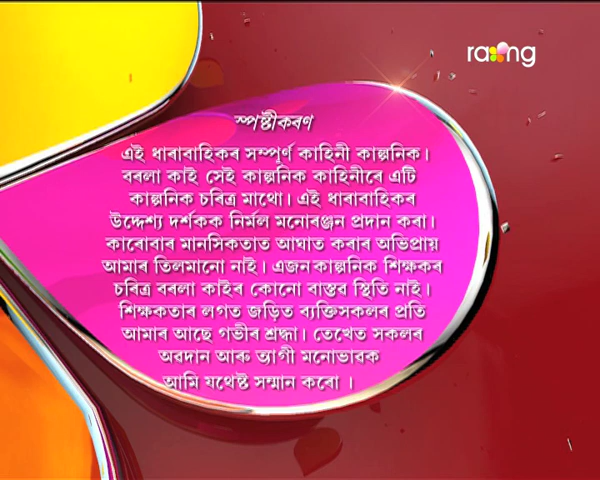 rang
স্পষ্টীকৰণ
এই ধাৰাবাহিকৰ সম্পূৰ্ণ কাহিনী কাল্পনিক।
বৰলা কাই সেই কাল্পনিক কাহিনীৰে এটি
কাল্পনিক চৰিত্ৰ মাথো। এই ধাৰাবাহিকৰ
উদ্দেশ্য দৰ্শকক নিৰ্মল মনোৰঞ্জন প্ৰদান কৰা।
কাৰোবাৰ মানসিকতাত আঘাত কৰাৰ অভিপ্ৰায়
আমাৰ তিলমানো নাই। এজন কাল্পনিক শিক্ষকৰ
চৰিত্ৰ বৰলা কাইৰ কোনো বাস্তৱ স্থিতি নাই।
শিক্ষকতাৰ লগত জড়িত ব্যক্তিসকলৰ প্ৰতি
আমাৰ আছে গভীৰ শ্ৰদ্ধা। তেখেত সকলৰ
অৱদান আৰু ত্যাগী মনোভাৱক
আমি যথেষ্ট সন্মান কৰো ।